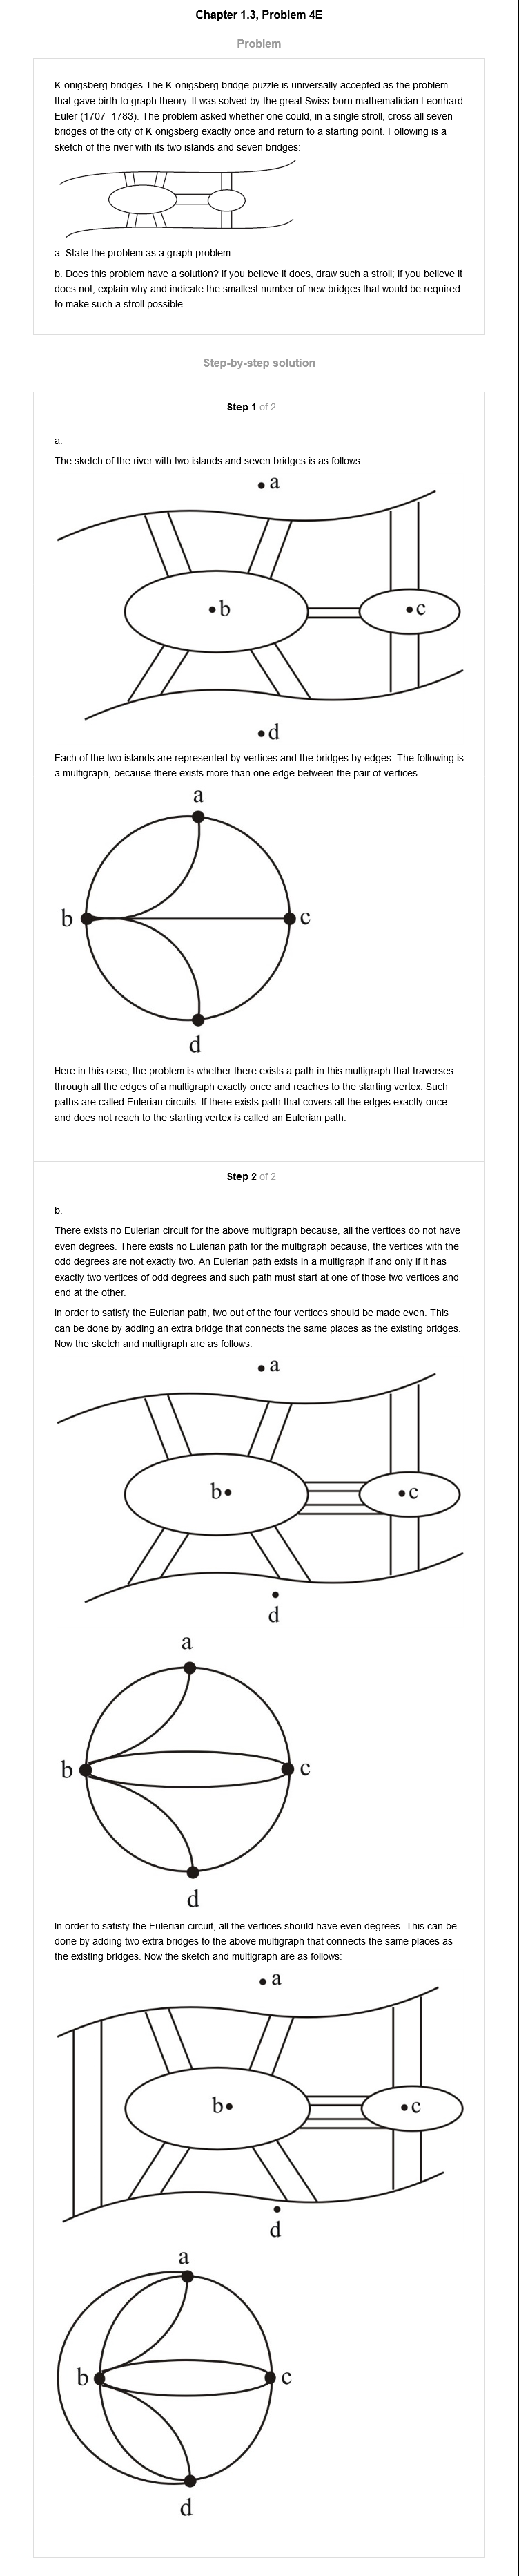 Chapter 1.3, Problem 4E
Problem
K¨onigsberg bridges The K¨onigsberg bridge puzzle is universally accepted as the problem
that gave birth to graph theory. It was solved by the great Swiss-born mathematician Leonhard
Euler (1707–1783). The problem asked whether one could, in a single stroll, cross all seven
bridges of the city of K¨onigsberg exactly once and return to a starting point. Following is a
sketch of the river with its two islands and seven bridges:
a. State the problem as a graph problem.
b. Does this problem have a solution? If you believe it does, draw such a stroll; if you believe it
does not, explain why and indicate the smallest number of new bridges that would be required
to make such a stroll possible.
Step-by-step solution
Step 1 of 2
a.
The sketch of the river with two islands and seven bridges is as follows:
a
b
c
d
Each of the two islands are represented by vertices and the bridges by edges. The following is
a multigraph, because there exists more than one edge between the pair of vertices.
a
b
c
d
Here in this case, the problem is whether there exists a path in this multigraph that traverses
through all the edges of a multigraph exactly once and reaches to the starting vertex. Such
paths are called Eulerian circuits. If there exists path that covers all the edges exactly once
and does not reach to the starting vertex is called an Eulerian path.
Step 2 of 2
b.
There exists no Eulerian circuit for the above multigraph because, all the vertices do not have
even degrees. There exists no Eulerian path for the multigraph because, the vertices with the
odd degrees are not exactly two. An Eulerian path exists in a multigraph if and only if it has
exactly two vertices of odd degrees and such path must start at one of those two vertices and
end at the other.
In order to satisfy the Eulerian path, two out of the four vertices should be made even. This
can be done by adding an extra bridge that connects the same places as the existing bridges.
Now the sketch and multigraph are as follows:
a
b
c
d
a
b
c
d
In order to satisfy the Eulerian circuit, all the vertices should have even degrees. This can be
done by adding two extra bridges to the above multigraph that connects the same places as
the existing bridges. Now the sketch and multigraph are as follows:
a
b
c
d
a
b
c
d